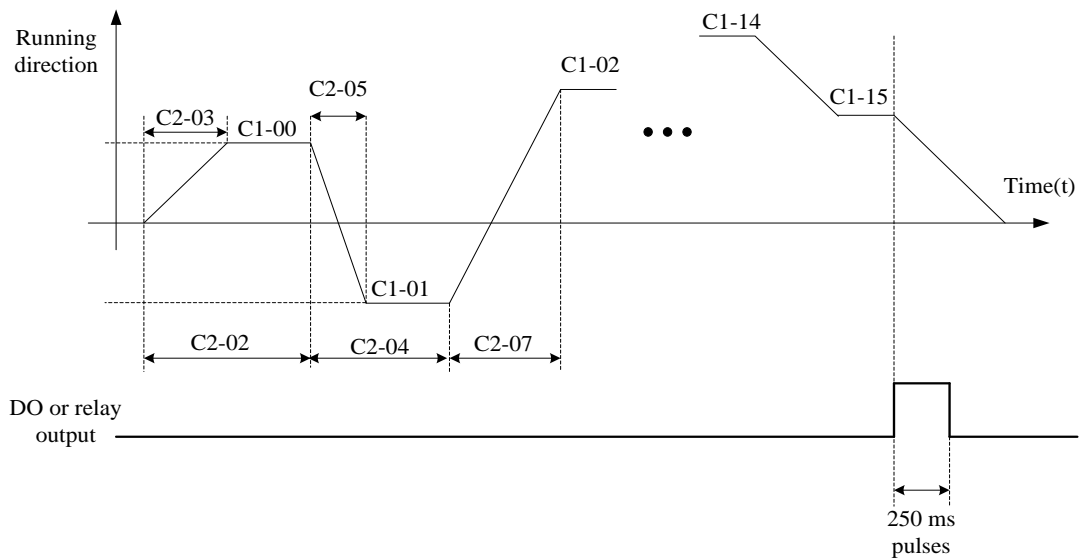 Running
direction
C1-14
C1-02
C2-05
C1-15
C2-03
C1-00
Time(t)
C1-01
C2-02
C2-04
C2-07
DO or relay
output
250 ms
pulses